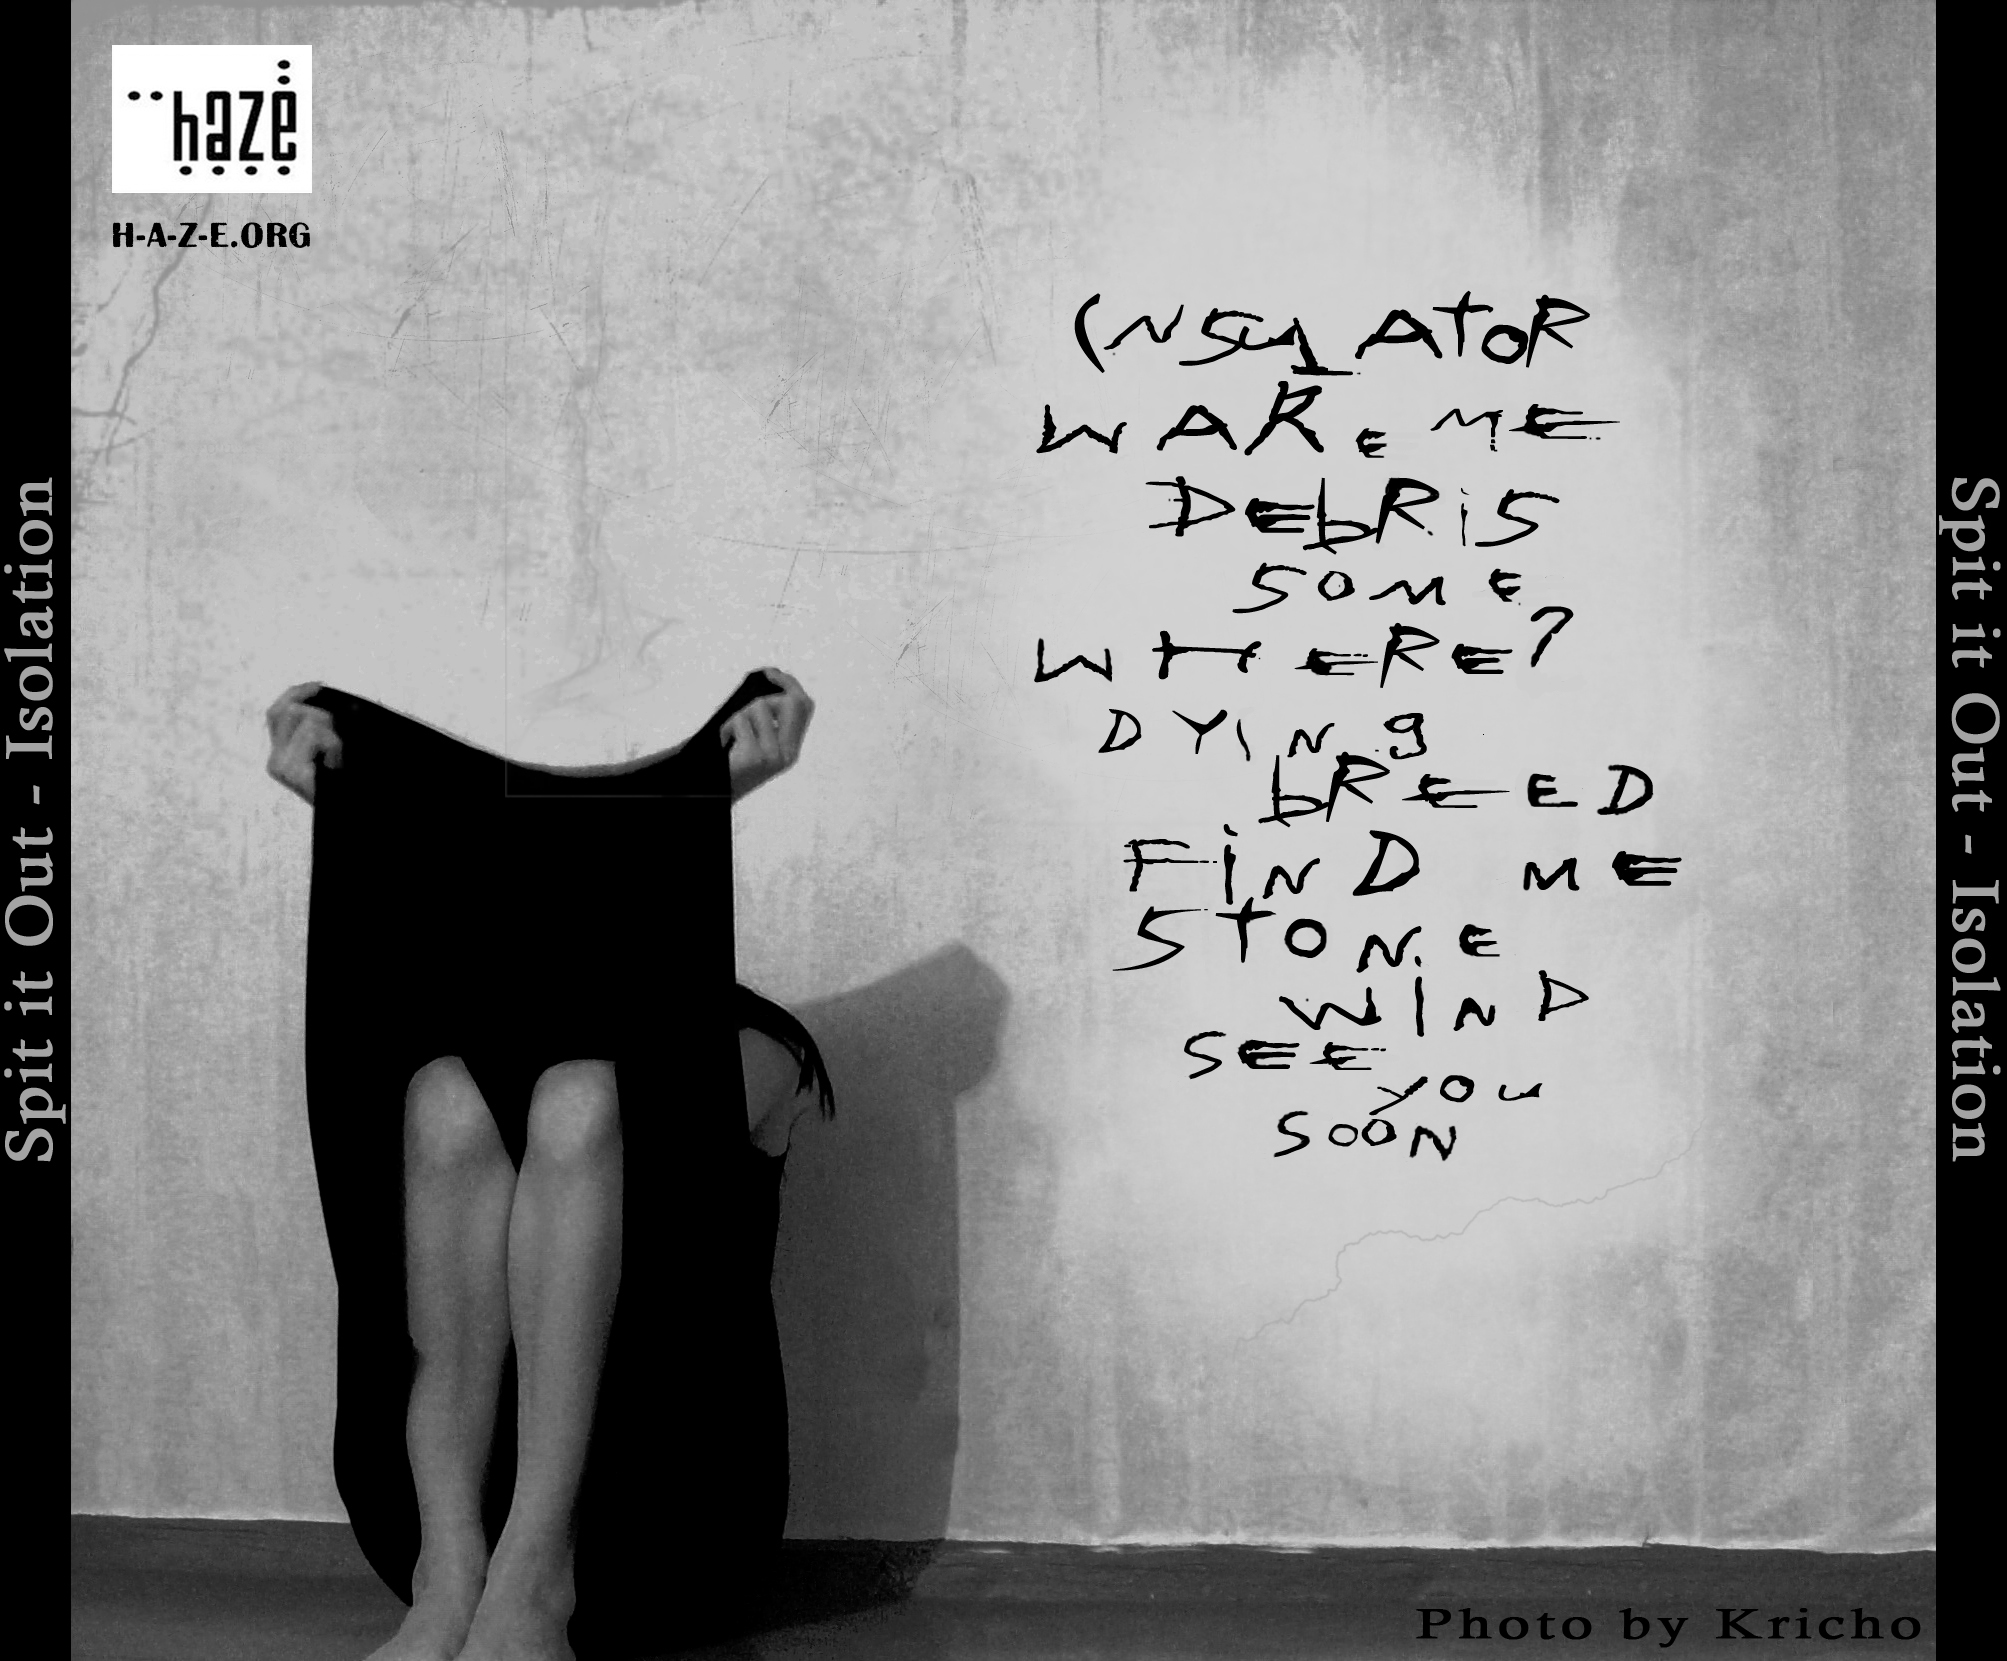 haze
H-A-Z-E.ORG
Spit it Out - Isolation
INSULATOR
WAKE ME
DEbRiS
SOME
WHERE?
DYINg
bREED
FiND ME
STONE
WIND
SEE
YOu
SOON
Spit it Out - Isolation
Photo by Kricho